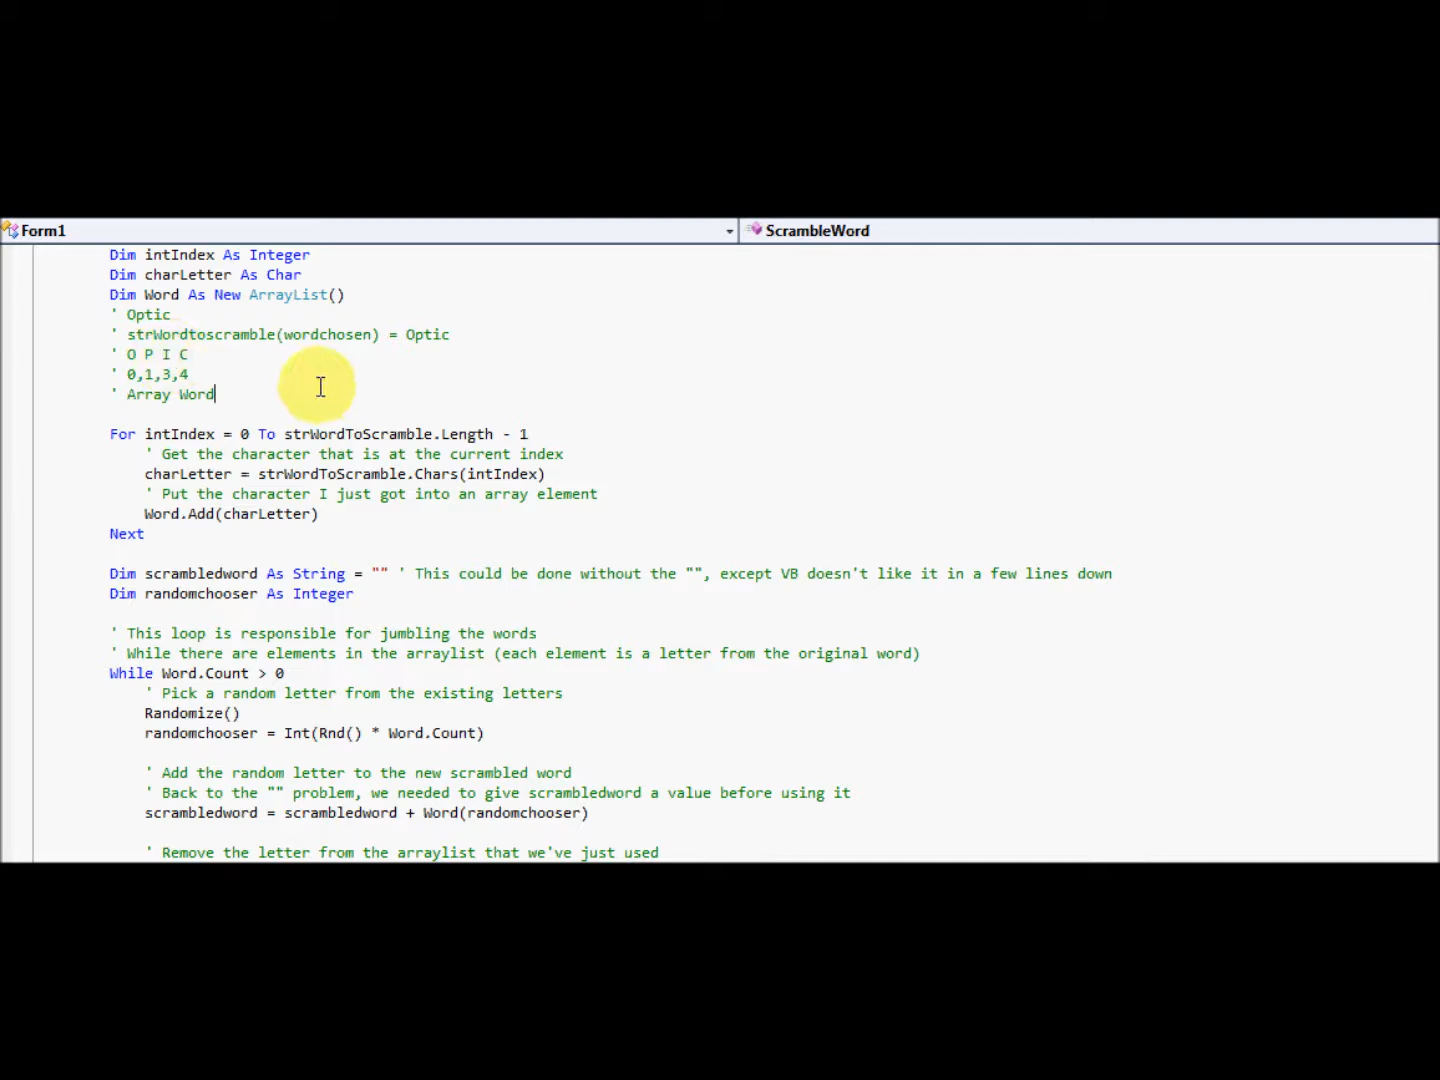 Form1
ScrambleWord
Dim intIndex As Integer
Dim charLetter As Char
Dim Word As New ArrayList()
' Optic
' strWordtoscramble(wordchosen) = Optic
' O P I C
' 0,1,3,4
' Array Word
For intIndex = 0 To strWordToScramble.Length - 1
' Get the character that is at the current index
charLetter = strWordToScramble.Chars(intIndex)
' Put the character I just got into an array element
Word.Add(charLetter)
Next
Dim scrambledword As String = "" ' This could be done without the "", except VB doesn't like it in a few lines down
Dim randomchooser As Integer
' This loop is responsible for jumbling the words
' While there are elements in the arraylist (each element is a letter from the original word)
While Word.Count > 0
' Pick a random letter from the existing letters
Randomize()
randomchooser = Int(Rnd() * Word.Count)
' Add the random letter to the new scrambled word
' Back to the "" problem, we needed to give scrambledword a value before using it
scrambledword = scrambledword + Word(randomchooser)
' Remove the letter from the arraylist that we've just used